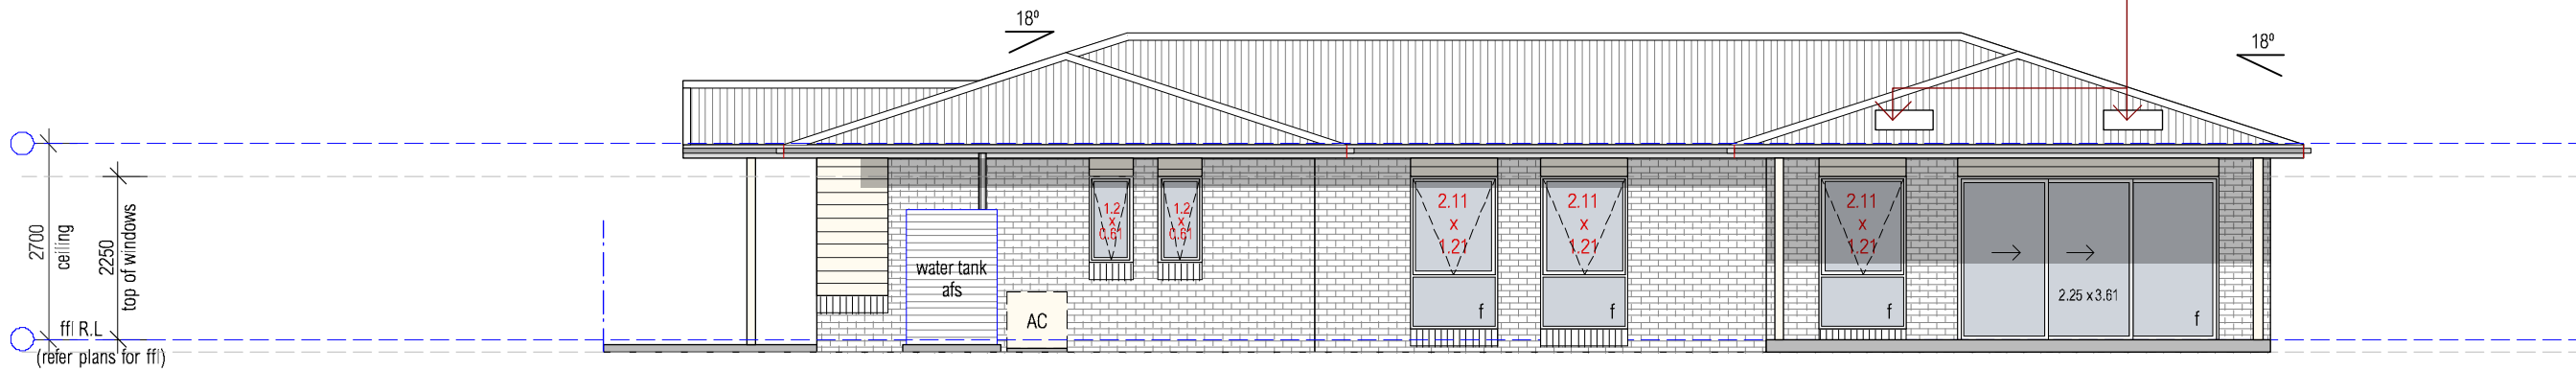 18º
18º
2700
ceiling
2250
top of windows
ffl R.L
(refer plans for ffl)
water tank
afs
AC
1.2
x
0.61
1.2
x
0.61
2.11
x
1.21
f
2.11
x
1.21
f
2.11
x
1.21
f
2.25 x 3.61
f